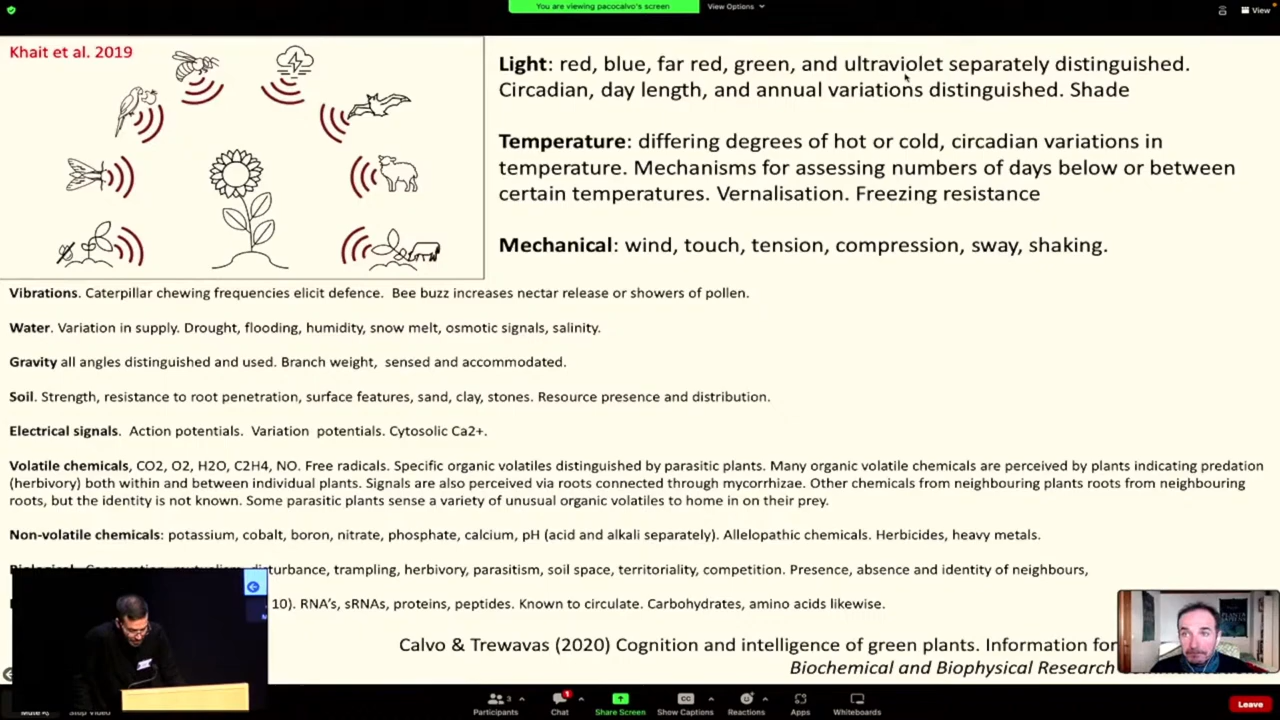 You are viewing pacocalvo's screen
View Options
View
Khait et al. 2019
Light: red, blue, far red, green, and ultraviolet separately distinguished.
Circadian, day length, and annual variations distinguished. Shade
Temperature: differing degrees of hot or cold, circadian variations in
temperature. Mechanisms for assessing numbers of days below or between
certain temperatures. Vernalisation. Freezing resistance
Mechanical: wind, touch, tension, compression, sway, shaking.
Vibrations. Caterpillar chewing frequencies elicit defence. Bee buzz increases nectar release or showers of pollen.
Water. Variation in supply. Drought, flooding, humidity, snow melt, osmotic signals, salinity.
Gravity all angles distinguished and used. Branch weight, sensed and accommodated.
Soil. Strength, resistance to root penetration, surface features, sand, clay, stones. Resource presence and distribution.
Electrical signals. Action potentials. Variation potentials. Cytosolic Ca2+.
Volatile chemicals, CO2, O2, H2O, C2H4, NO. Free radicals. Specific organic volatiles distinguished by parasitic plants. Many organic volatile chemicals are perceived by plants indicating predation
(herbivory) both within and between individual plants. Signals are also perceived via roots connected through mycorrhizae. Other chemicals from neighbouring plants roots from neighbouring
roots, but the identity is not known. Some parasitic plants sense a variety of unusual organic volatiles to home in on their prey.
Non-volatile chemicals: potassium, cobalt, boron, nitrate, phosphate, calcium, pH (acid and alkali separately). Allelopathic chemicals. Herbicides, heavy metals.
disturbance, trampling, herbivory, parasitism, soil space, territoriality, competition. Presence, absence and identity of neighbours,
10). RNA's, sRNAs, proteins, peptides. Known to circulate. Carbohydrates, amino acids likewise.
Calvo & Trewavas (2020) Cognition and intelligence of green plants. Information for
Biochemical and Biophysical Research
Participants
3
Chat
1
Share Screen
Show Captions
Reactions
Apps
Whiteboards
Leave